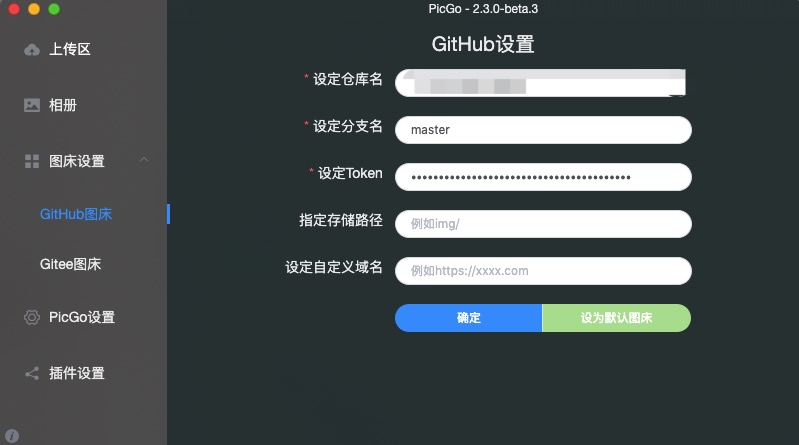 PicGo - 2.3.0-beta.3
上传区
相册
图床设置
GitHub图床
Gitee图床
PicGo设置
插件设置
GitHub设置
* 设定仓库名
* 设定分支名
master
* 设定Token
••••••••••••••••••••••••••••••••••••••••
指定存储路径
例如img/
设定自定义域名
例如https://xxxx.com
确定
设为默认图床